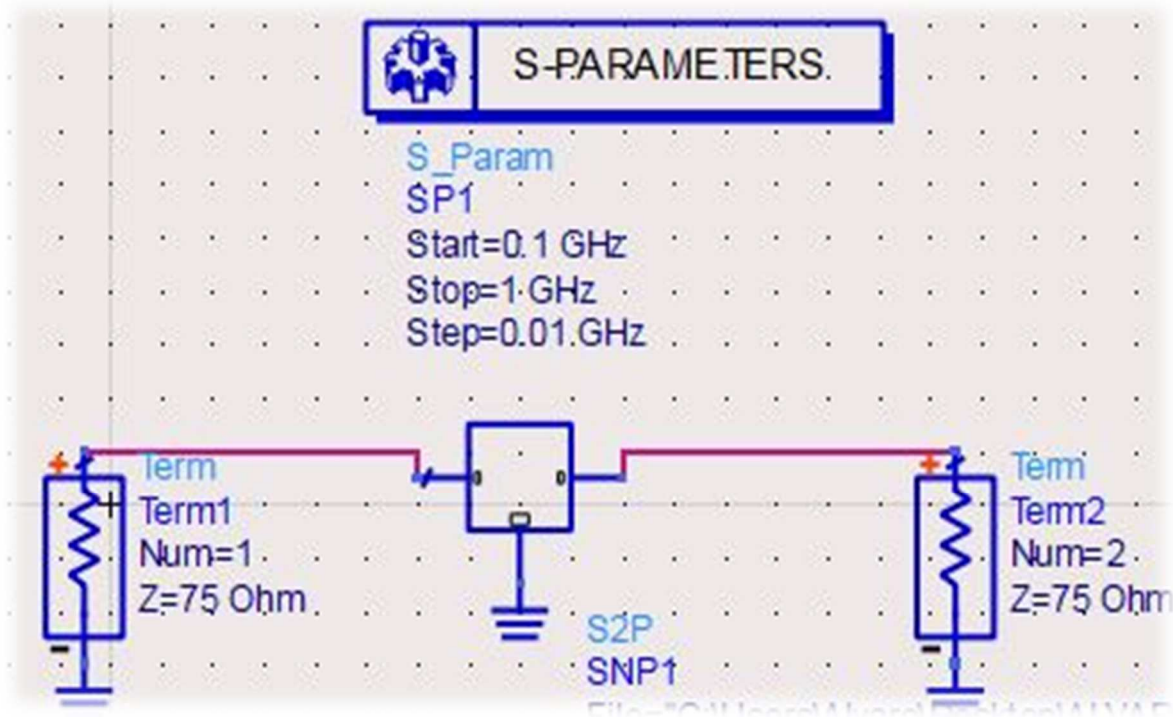 S-PARAMETERS
S_Param
SP1
Start=0.1 GHz
Stop=1 GHz
Step=0.01 GHz
Term
Term1
Num=1
Z=75 Ohm
Term
Term2
Num=2
Z=75 Ohm
S2P
SNP1